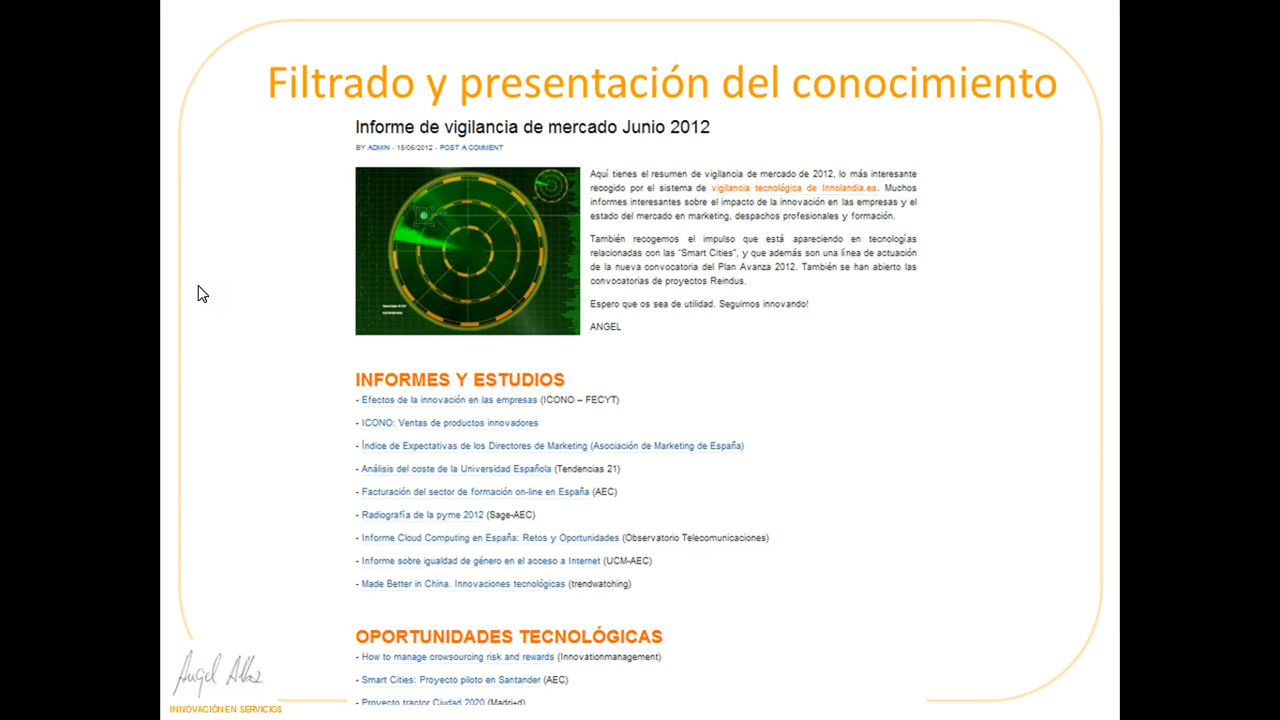 Filtrado y presentación del conocimiento
Informe de vigilancia de mercado Junio 2012
BY ADMIN - 15/06/2012 - POST A COMMENT
Aquí tienes el resumen de vigilancia de mercado de 2012, lo más interesante
recogido por el sistema de vigilancia tecnológica de Innolandia.es. Muchos
informes interesantes sobre el impacto de la innovación en las empresas y el
estado del mercado en marketing, despachos profesionales y formación.
También recogemos el impulso que está apareciendo en tecnologías
relacionadas con las "Smart Cities", y que además son una línea de actuación
de la nueva convocatoria del Plan Avanza 2012. También se han abierto las
convocatorias de proyectos Reindus.
Espero que os sea de utilidad. Seguimos innovando!
ANGEL
INFORMES Y ESTUDIOS
- Efectos de la innovación en las empresas (ICONO – FECYT)
- ICONO: Ventas de productos innovadores
- Índice de Expectativas de los Directores de Marketing (Asociación de Marketing de España)
- Análisis del coste de la Universidad Española (Tendencias 21)
- Facturación del sector de formación on-line en España (AEC)
- Radiografía de la pyme 2012 (Sage-AEC)
- Informe Cloud Computing en España: Retos y Oportunidades (Observatorio Telecomunicaciones)
- Informe sobre igualdad de género en el acceso a Internet (UCM-AEC)
- Made Better in China. Innovaciones tecnológicas (trendwatching)
OPORTUNIDADES TECNOLÓGICAS
- How to manage crowsourcing risk and rewards (Innovationmanagement)
- Smart Cities: Proyecto piloto en Santander (AEC)
- Proyecto tractor Ciudad 2020 (Madri+d)
Angel Alba
INNOVACIÓN EN SERVICIOS